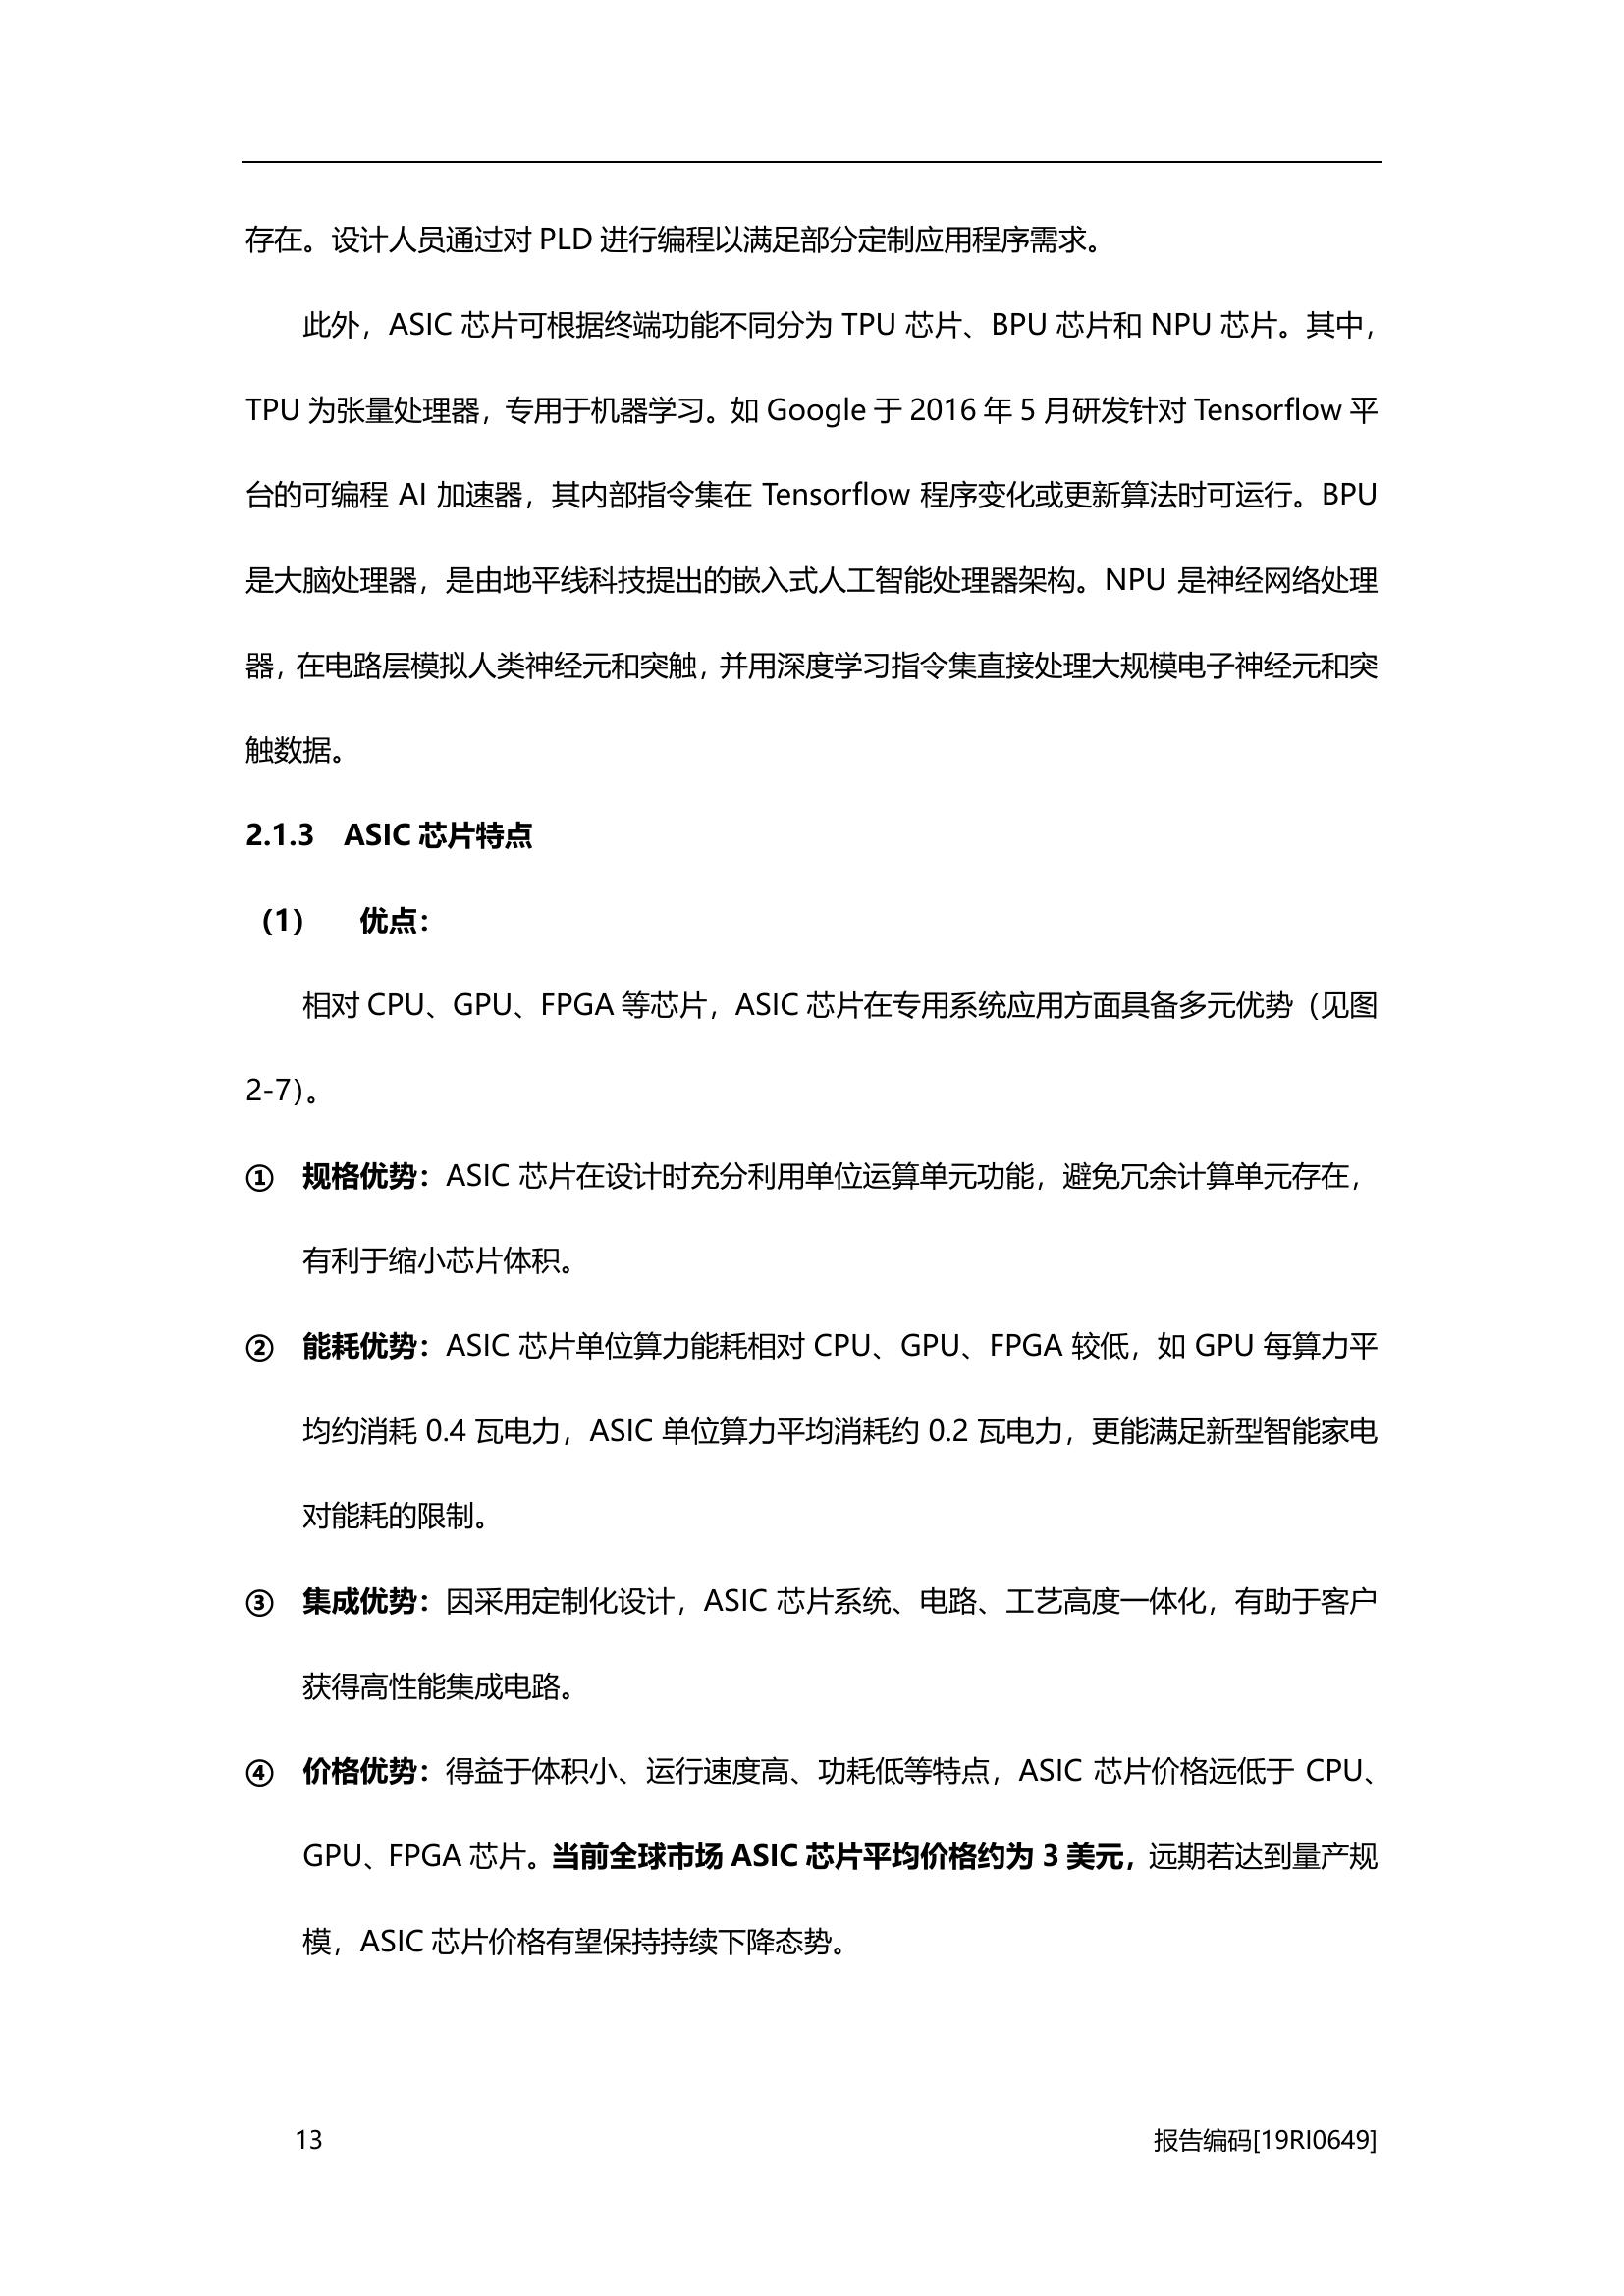 存在。设计人员通过对 PLD 进行编程以满足部分定制应用程序需求。
此外，ASIC 芯片可根据终端功能不同分为 TPU 芯片、BPU 芯片和 NPU 芯片。其中，
TPU 为张量处理器，专用于机器学习。如 Google 于 2016 年 5 月研发针对 Tensorflow 平
台的可编程 AI 加速器，其内部指令集在 Tensorflow 程序变化或更新算法时可运行。BPU
是大脑处理器，是由地平线科技提出的嵌入式人工智能处理器架构。NPU 是神经网络处理
器，在电路层模拟人类神经元和突触，并用深度学习指令集直接处理大规模电子神经元和突
触数据。
2.1.3 ASIC 芯片特点
（1） 优点：
相对 CPU、GPU、FPGA 等芯片，ASIC 芯片在专用系统应用方面具备多元优势（见图
2-7）。
① 规格优势：ASIC 芯片在设计时充分利用单位运算单元功能，避免冗余计算单元存在，
有利于缩小芯片体积。
② 能耗优势：ASIC 芯片单位算力能耗相对 CPU、GPU、FPGA 较低，如 GPU 每算力平
均约消耗 0.4 瓦电力，ASIC 单位算力平均消耗约 0.2 瓦电力，更能满足新型智能家电
对能耗的限制。
③ 集成优势：因采用定制化设计，ASIC 芯片系统、电路、工艺高度一体化，有助于客户
获得高性能集成电路。
④ 价格优势：得益于体积小、运行速度高、功耗低等特点，ASIC 芯片价格远低于 CPU、
GPU、FPGA 芯片。当前全球市场 ASIC 芯片平均价格约为 3 美元，远期若达到量产规
模，ASIC 芯片价格有望保持持续下降态势。
13 报告编码[19RI0649]